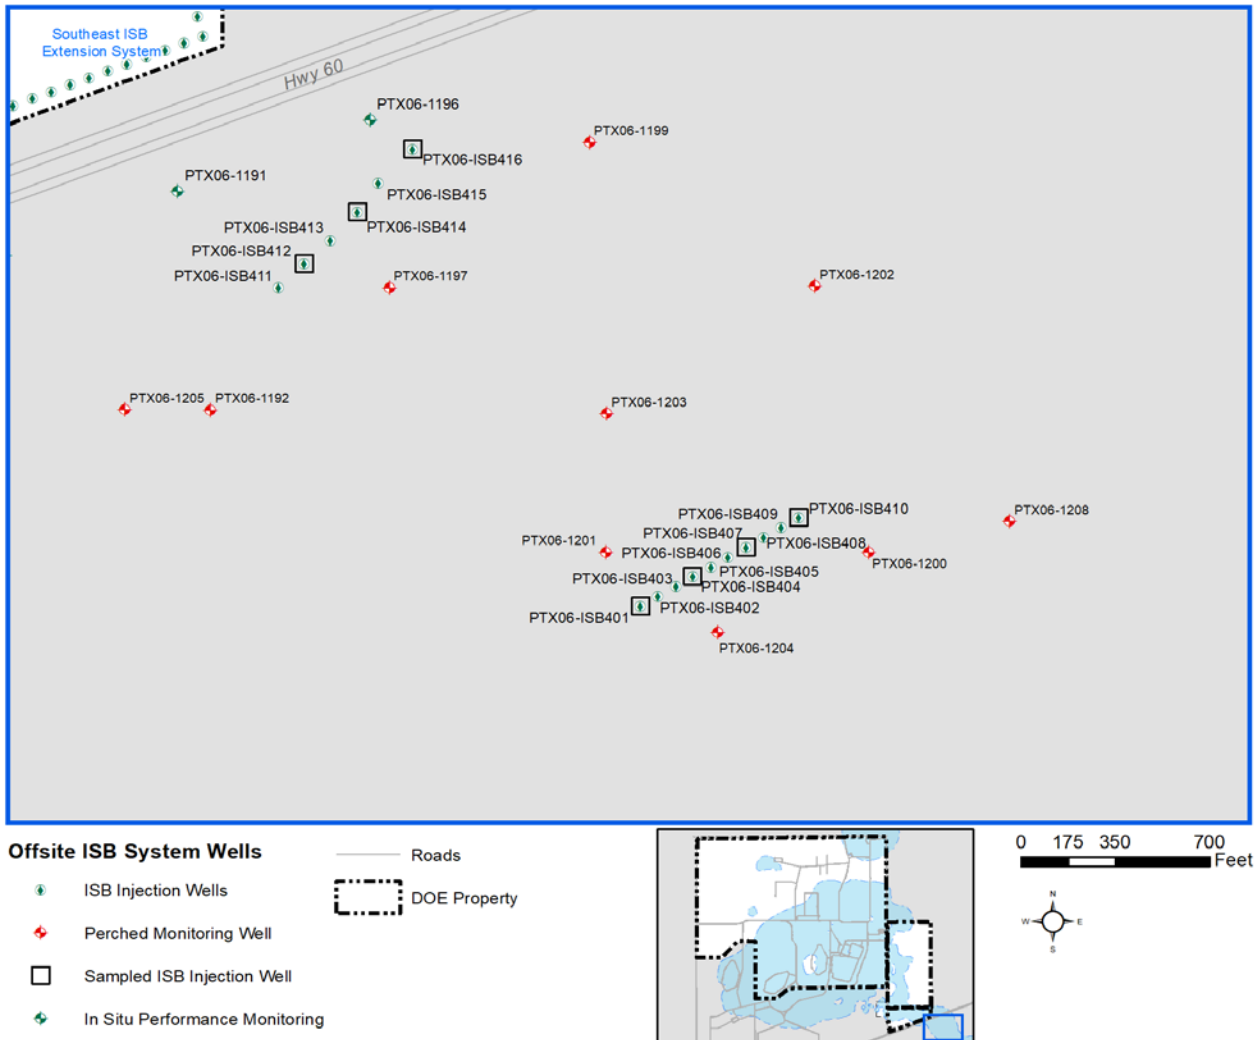 Southeast ISB
Extension System
Hwy 60
PTX06-1196
PTX06-1199
PTX06-ISB416
PTX06-1191
PTX06-ISB415
PTX06-ISB413
PTX06-ISB414
PTX06-ISB412
PTX06-ISB411
PTX06-1197
PTX06-1202
PTX06-1205
PTX06-1192
PTX06-1203
PTX06-ISB409
PTX06-ISB410
PTX06-1208
PTX06-ISB407
PTX06-1201
PTX06-ISB408
PTX06-ISB406
PTX06-1200
PTX06-ISB405
PTX06-ISB403
PTX06-ISB404
PTX06-ISB402
PTX06-ISB401
PTX06-1204
Offsite ISB System Wells
ISB Injection Wells
Perched Monitoring Well
Sampled ISB Injection Well
In Situ Performance Monitoring
Roads
DOE Property
0 175 350 700
Feet
N
W E
S